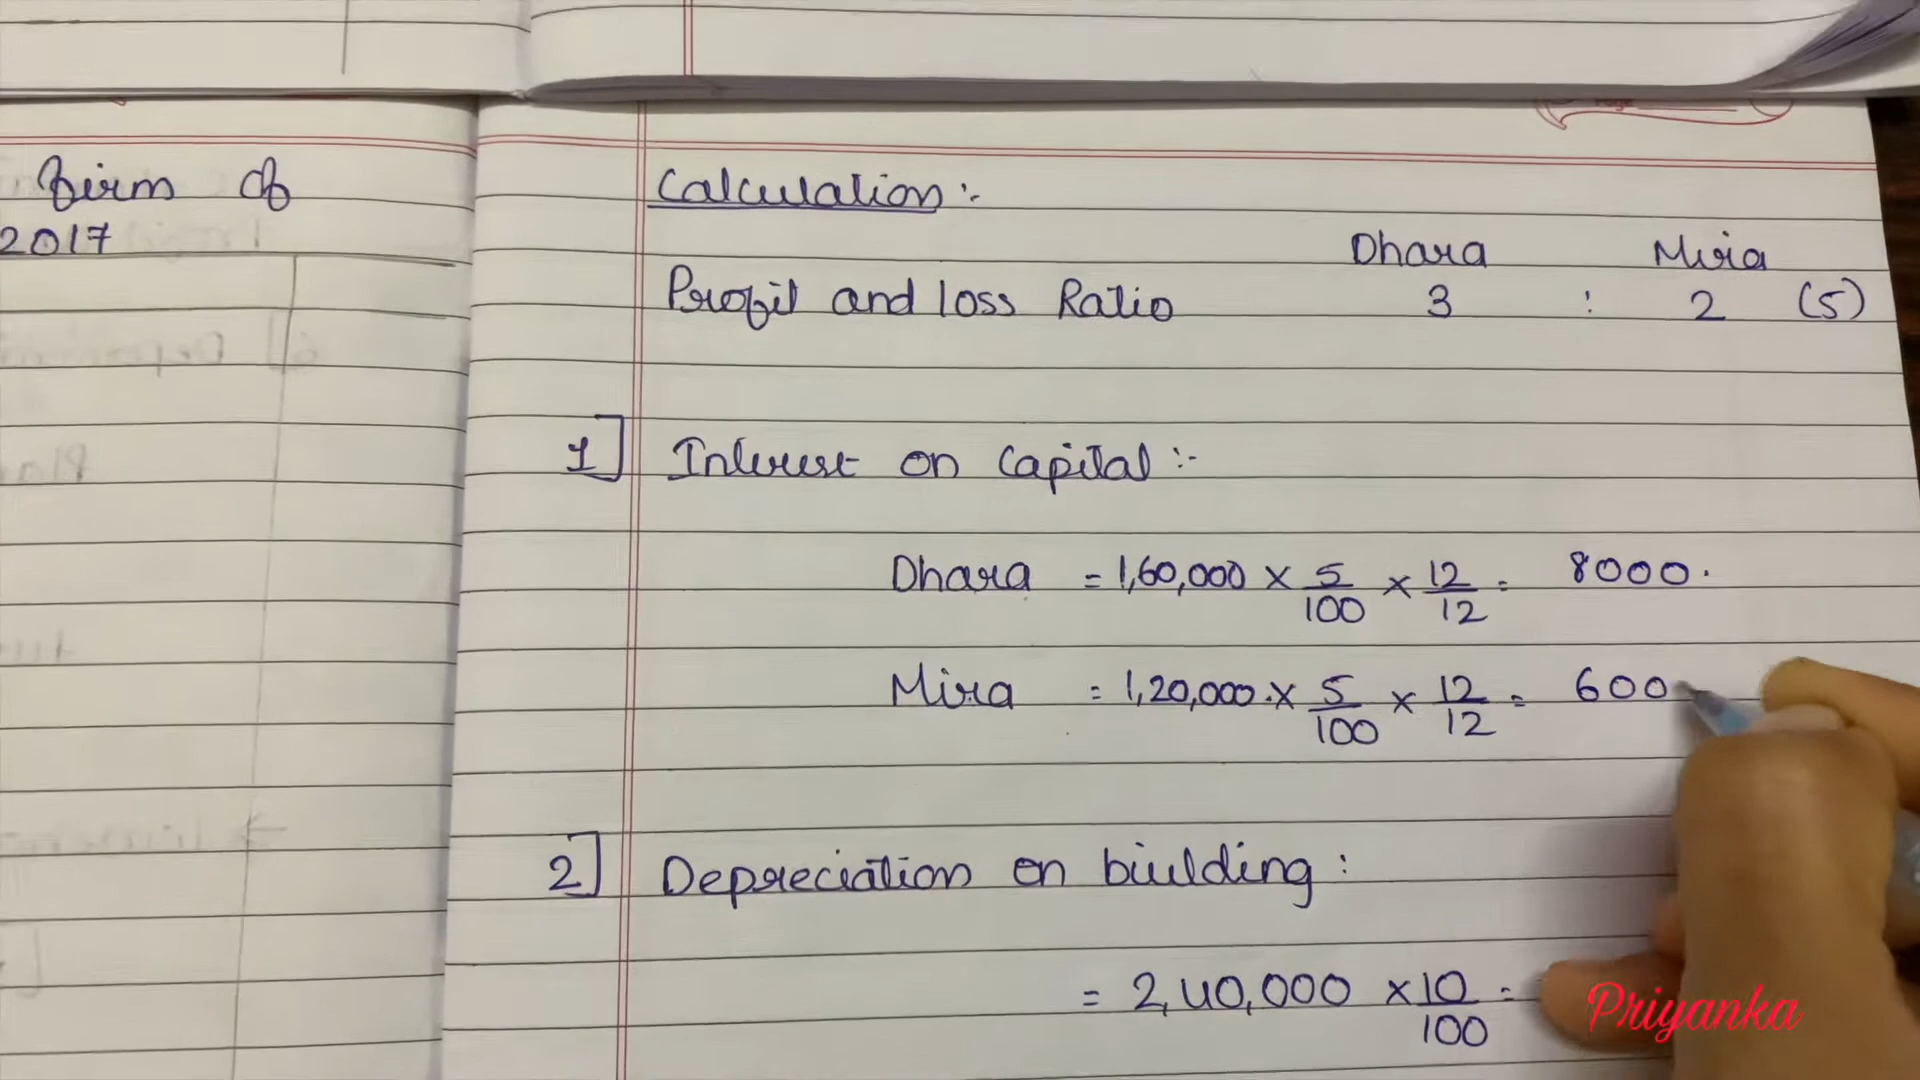 firm of
2017
Calculation :-
Dhara Mira
Profit and loss Ratio 3 : 2 (5)
1] Interest on Capital :-
Dhara = 1,60,000 × 5/100 × 12/12 = 8000.
Mira = 1,20,000 × 5/100 × 12/12 = 600
2] Depreciation on building :
= 2,40,000 × 10/100 =
Priyanka